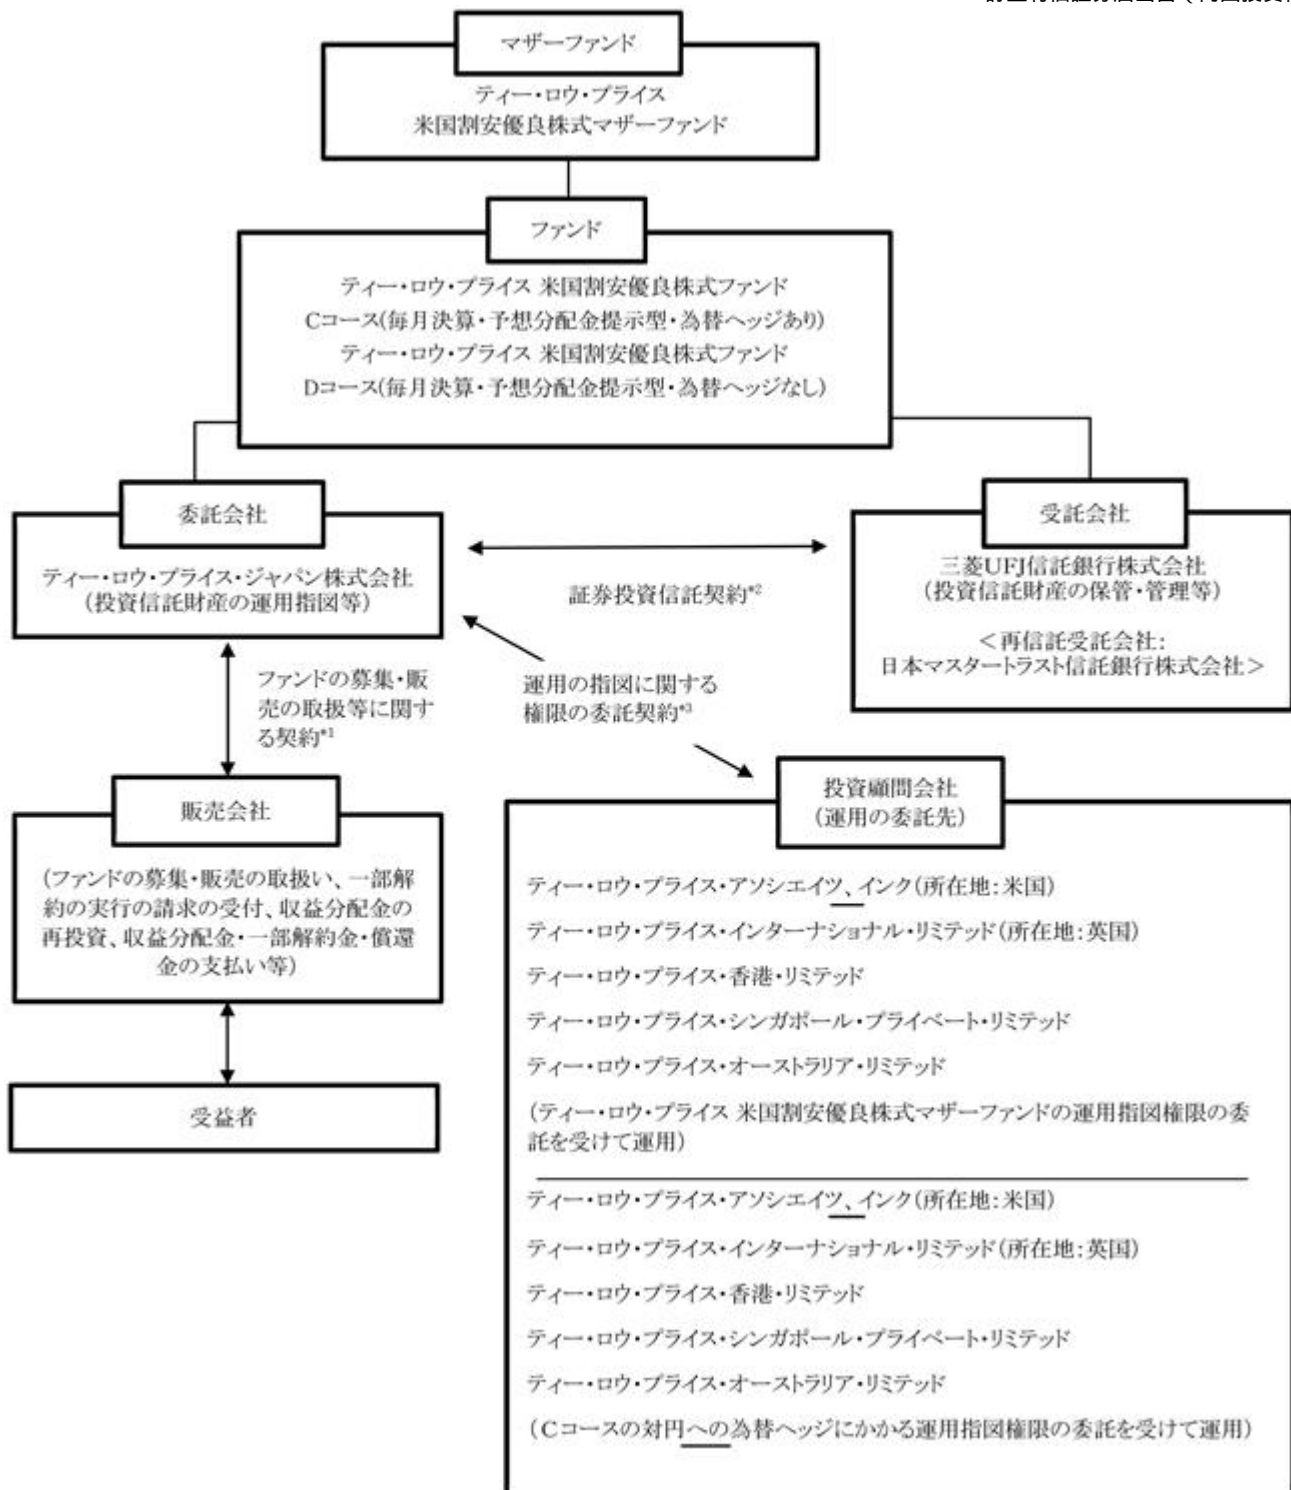 マザーファンド
ティー・ロウ・プライス
米国割安優良株式マザーファンド
ファンド
ティー・ロウ・プライス 米国割安優良株式ファンド
Cコース(毎月決算・予想分配金提示型・為替ヘッジあり)
ティー・ロウ・プライス 米国割安優良株式ファンド
Dコース(毎月決算・予想分配金提示型・為替ヘッジなし)
委託会社
ティー・ロウ・プライス・ジャパン株式会社
(投資信託財産の運用指図等)
証券投資信託契約*2
受託会社
三菱UFJ信託銀行株式会社
(投資信託財産の保管・管理等)
<再信託受託会社:
日本マスタートラスト信託銀行株式会社>
ファンドの募集・販
売の取扱等に関す
る契約*1
運用の指図に関する
権限の委託契約*3
販売会社
(ファンドの募集・販売の取扱い、一部解
約の実行の請求の受付、収益分配金の
再投資、収益分配金・一部解約金・償還
金の支払い等)
受益者
投資顧問会社
(運用の委託先)
ティー・ロウ・プライス・アソシエイツ、インク(所在地:米国)
ティー・ロウ・プライス・インターナショナル・リミテッド(所在地:英国)
ティー・ロウ・プライス・香港・リミテッド
ティー・ロウ・プライス・シンガポール・プライベート・リミテッド
ティー・ロウ・プライス・オーストラリア・リミテッド
(ティー・ロウ・プライス 米国割安優良株式マザーファンドの運用指図権限の委
託を受けて運用)
ティー・ロウ・プライス・アソシエイツ、インク(所在地:米国)
ティー・ロウ・プライス・インターナショナル・リミテッド(所在地:英国)
ティー・ロウ・プライス・香港・リミテッド
ティー・ロウ・プライス・シンガポール・プライベート・リミテッド
ティー・ロウ・プライス・オーストラリア・リミテッド
(Cコースの対円への為替ヘッジにかかる運用指図権限の委託を受けて運用)